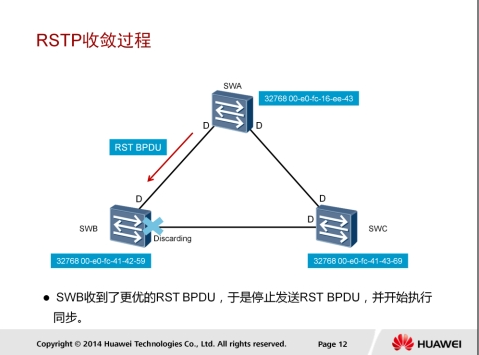 RSTP收敛过程
SWA
32768 00-e0-fc-16-ee-43
D
D
RST BPDU
D
D
SWB
D
SWC
Discarding
32768 00-e0-fc-41-42-59
32768 00-e0-fc-41-43-69
● SWB收到了更优的RST BPDU，于是停止发送RST BPDU，并开始执行
同步。
Copyright © 2014 Huawei Technologies Co., Ltd. All rights reserved.
Page 12
HUAWEI